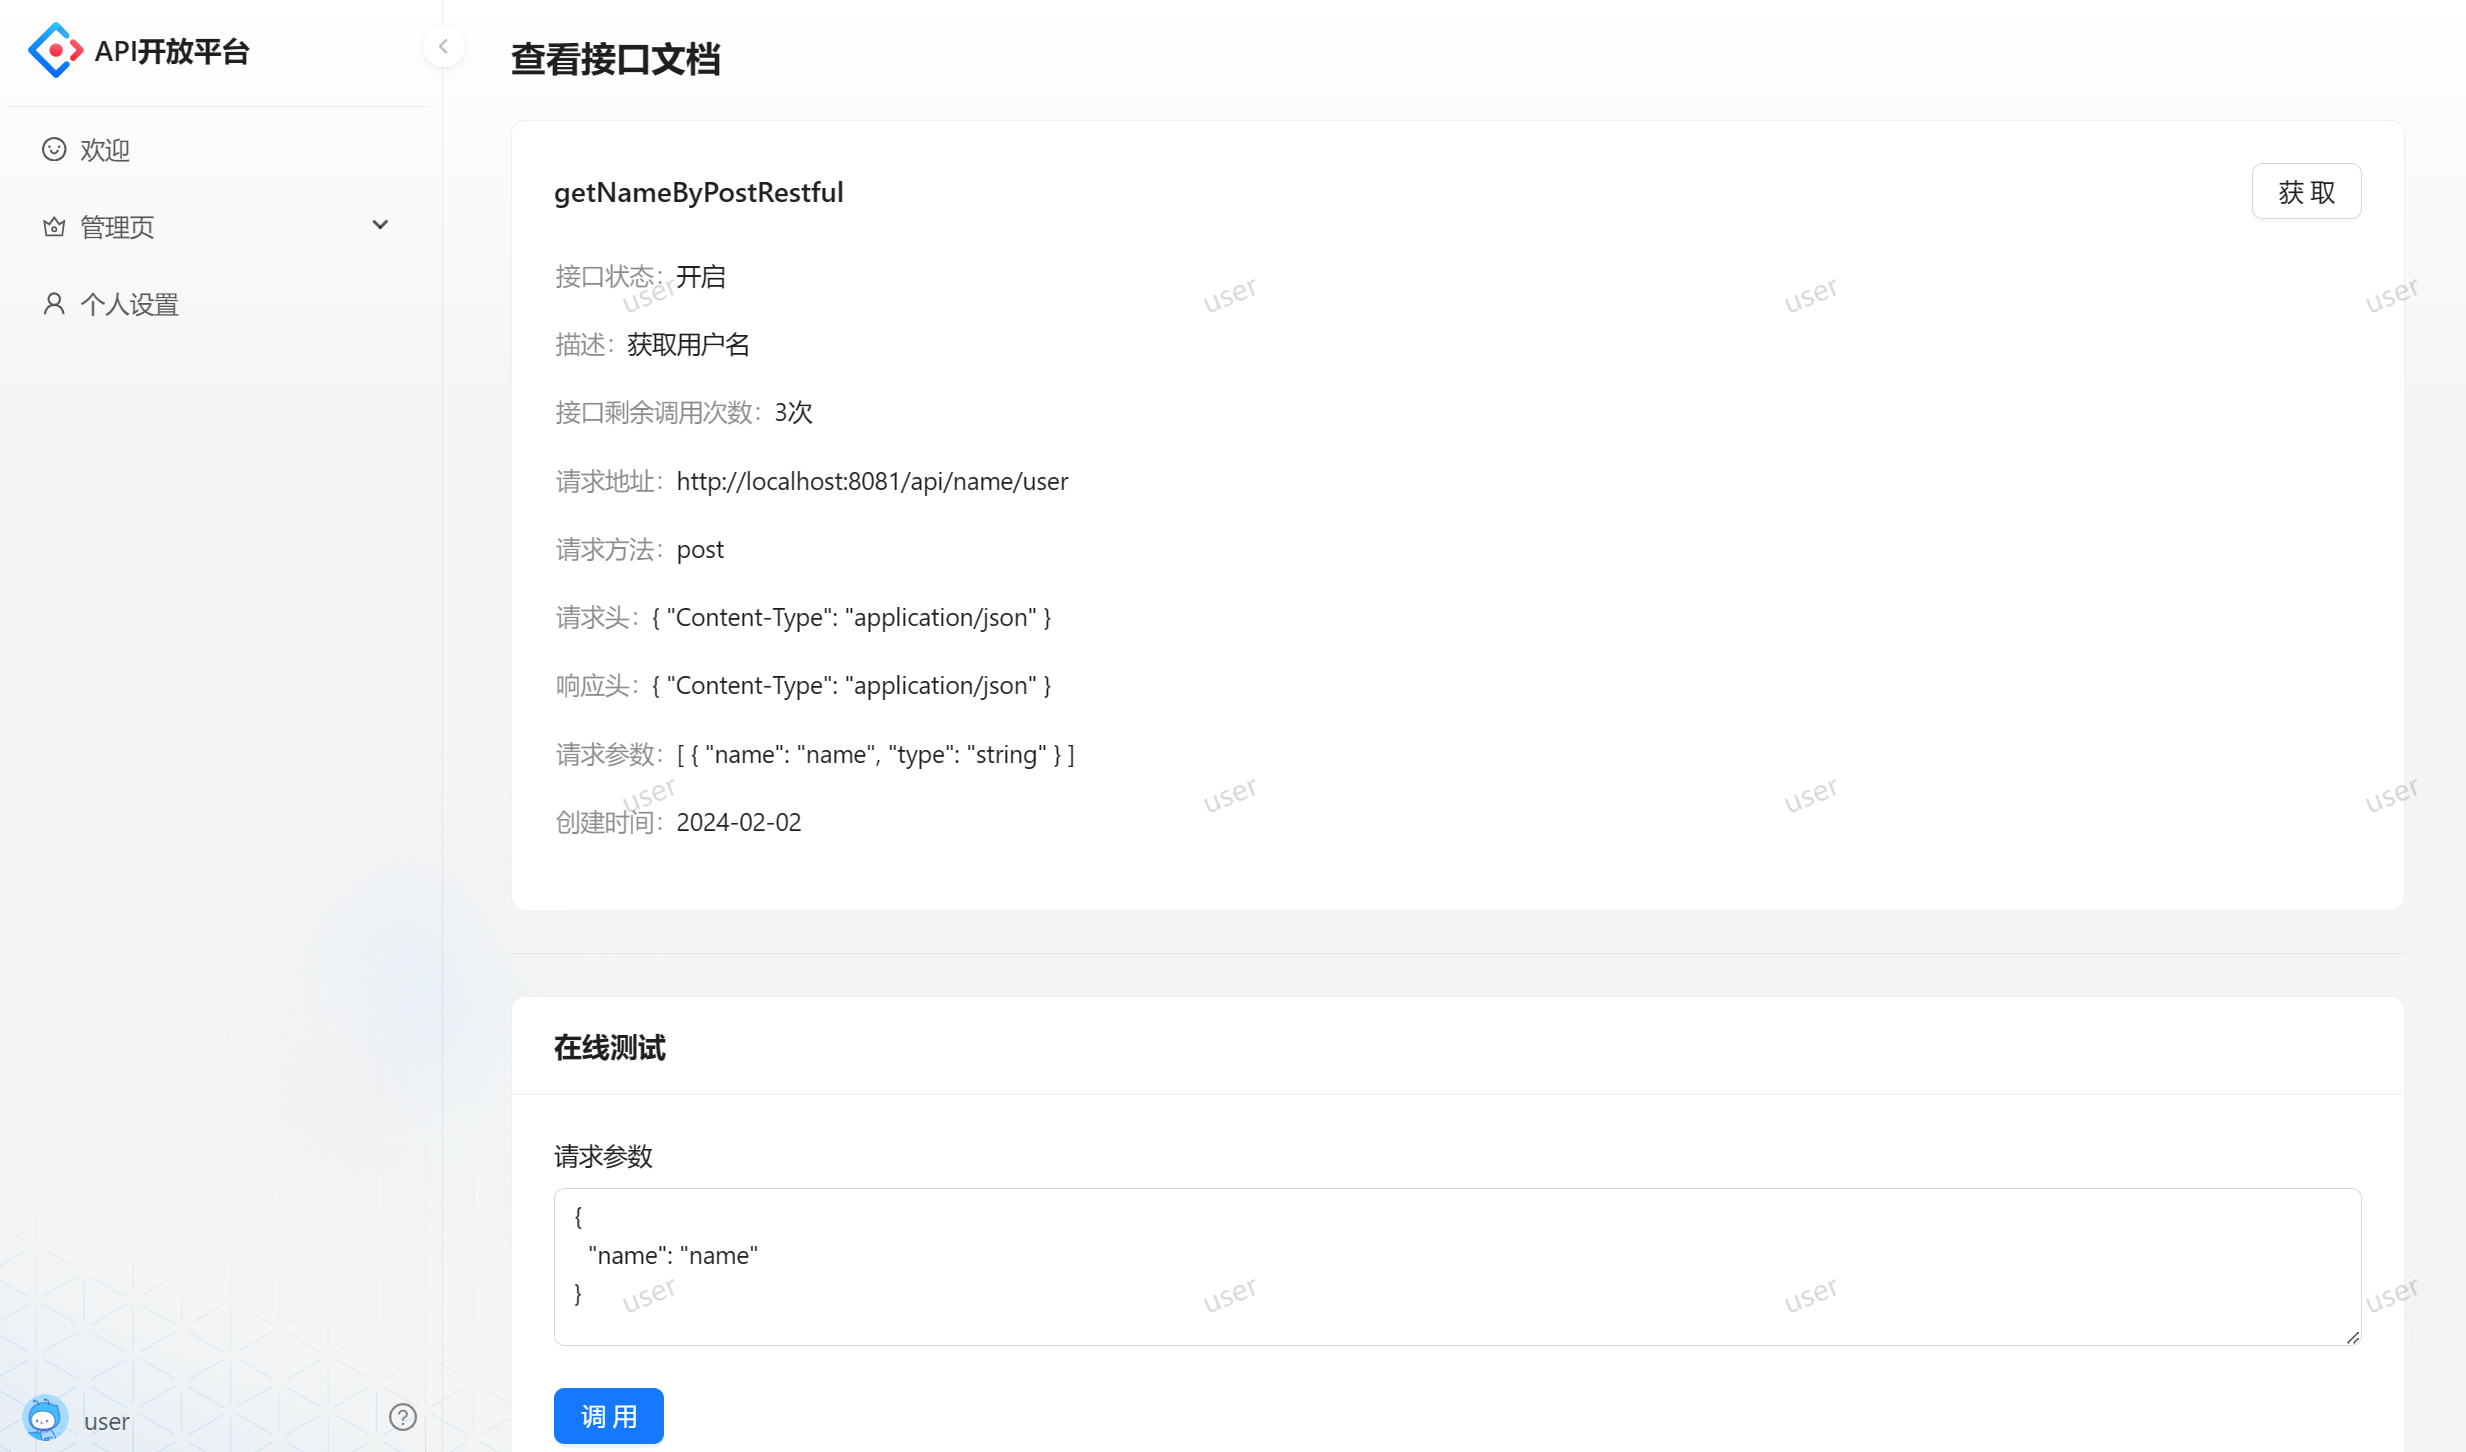 API开放平台
欢迎
管理页
个人设置
查看接口文档
getNameByPostRestful
获 取
接口状态：开启
描述：获取用户名
接口剩余调用次数：3次
请求地址：http://localhost:8081/api/name/user
请求方法：post
请求头：{ "Content-Type": "application/json" }
响应头：{ "Content-Type": "application/json" }
请求参数：[ { "name": "name", "type": "string" } ]
创建时间：2024-02-02
在线测试
请求参数
{
"name": "name"
}
调 用
user
user user user user
user user user user
user user user user